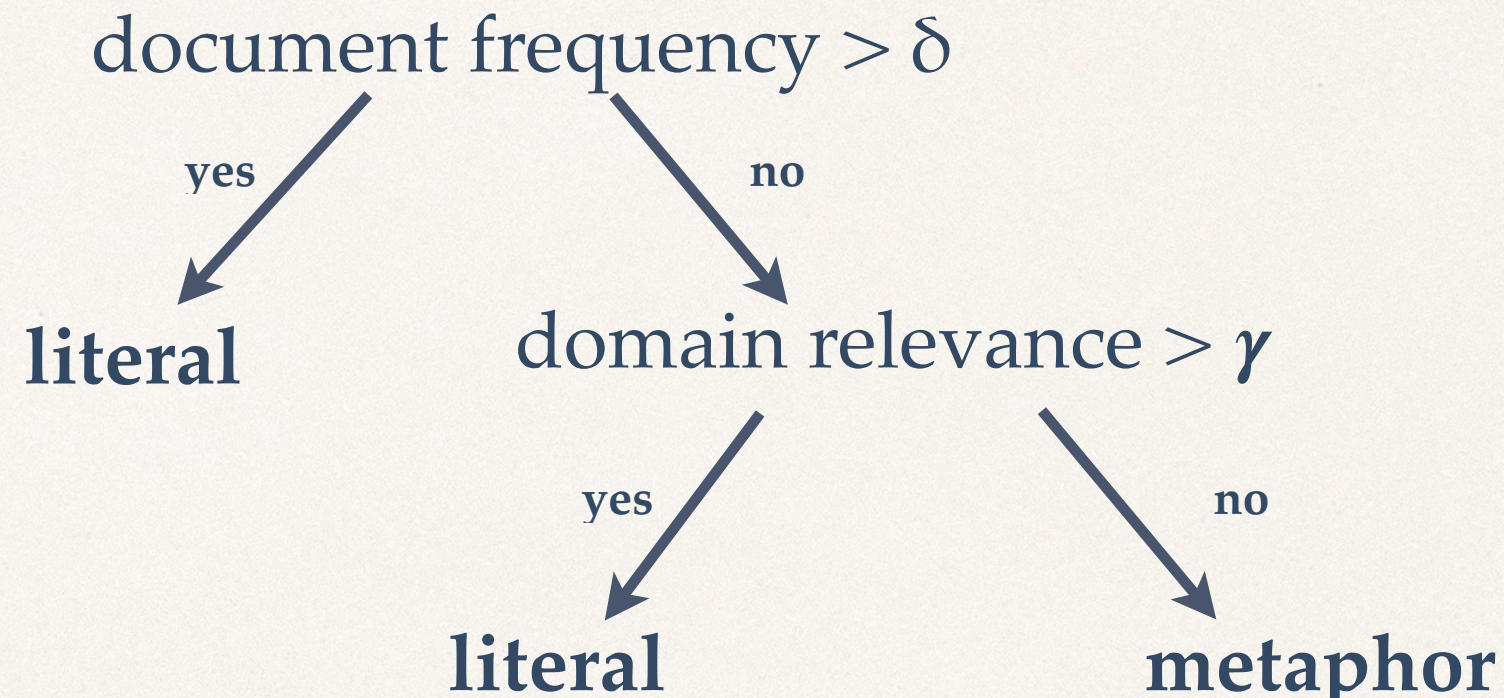 document frequency > δ
yes
no
literal
domain relevance > γ
yes
no
literal
metaphor